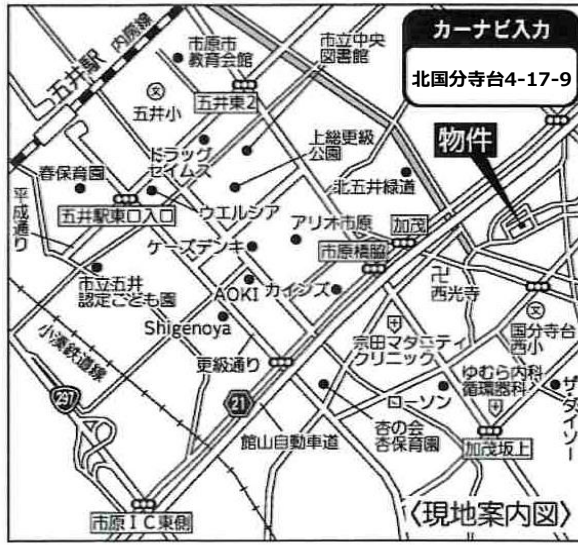 カーナビ入力
北国分寺台4-17-9
物件
内房線
五井駅
市原市
教育会館
市立中央
図書館
文
五井小
五井東2
上総更級
公園
ドラッグ
セイムス
春保育園
北五井緑道
五井駅東口入口
ウエルシア
平成通り
アリオ市原
加茂
ケーズデンキ
市原橋脇
市立五井
認定こども園
AOKI
カインズ
卍
西光寺
Shigenoya
文
国分寺台
西小
小湊鉄道線
宗田マタニティ
クリニック
更級通り
ゆむら内科
循環器科
ザ・ダイソー
297
21
ローソン
杏の会
杏保育園
館山自動車道
加茂坂上
市原IC東側
〈現地案内図〉